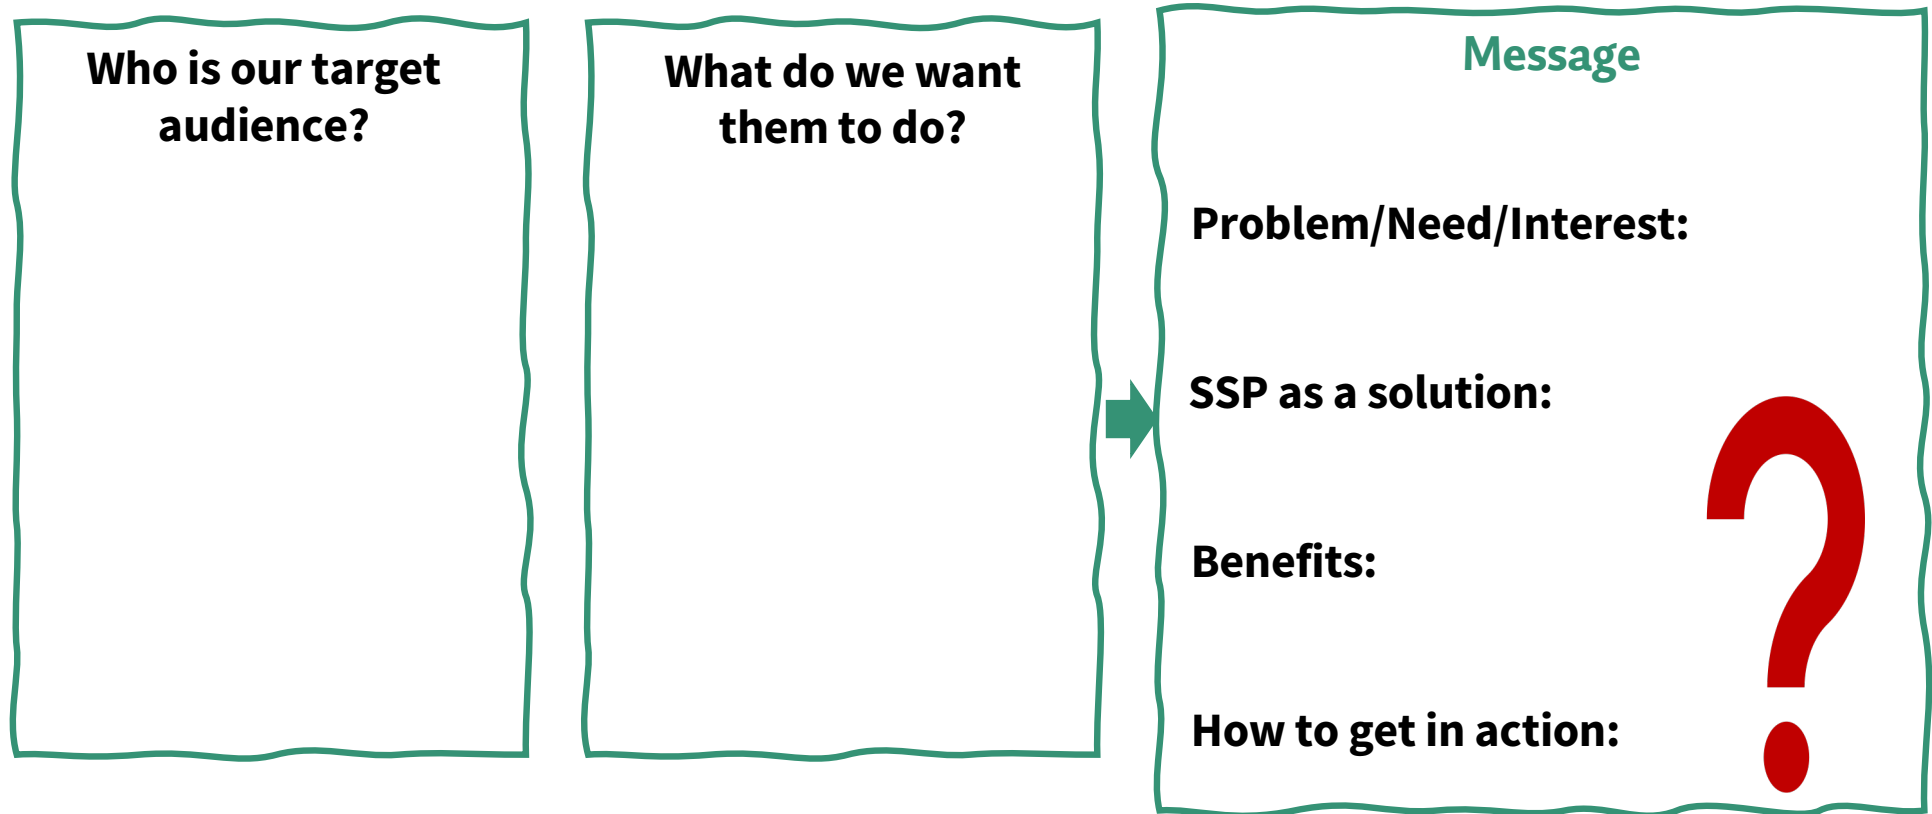 Who is our target
audience?
What do we want
them to do?
Message
Problem/Need/Interest:
SSP as a solution:
Benefits:
How to get in action:
?